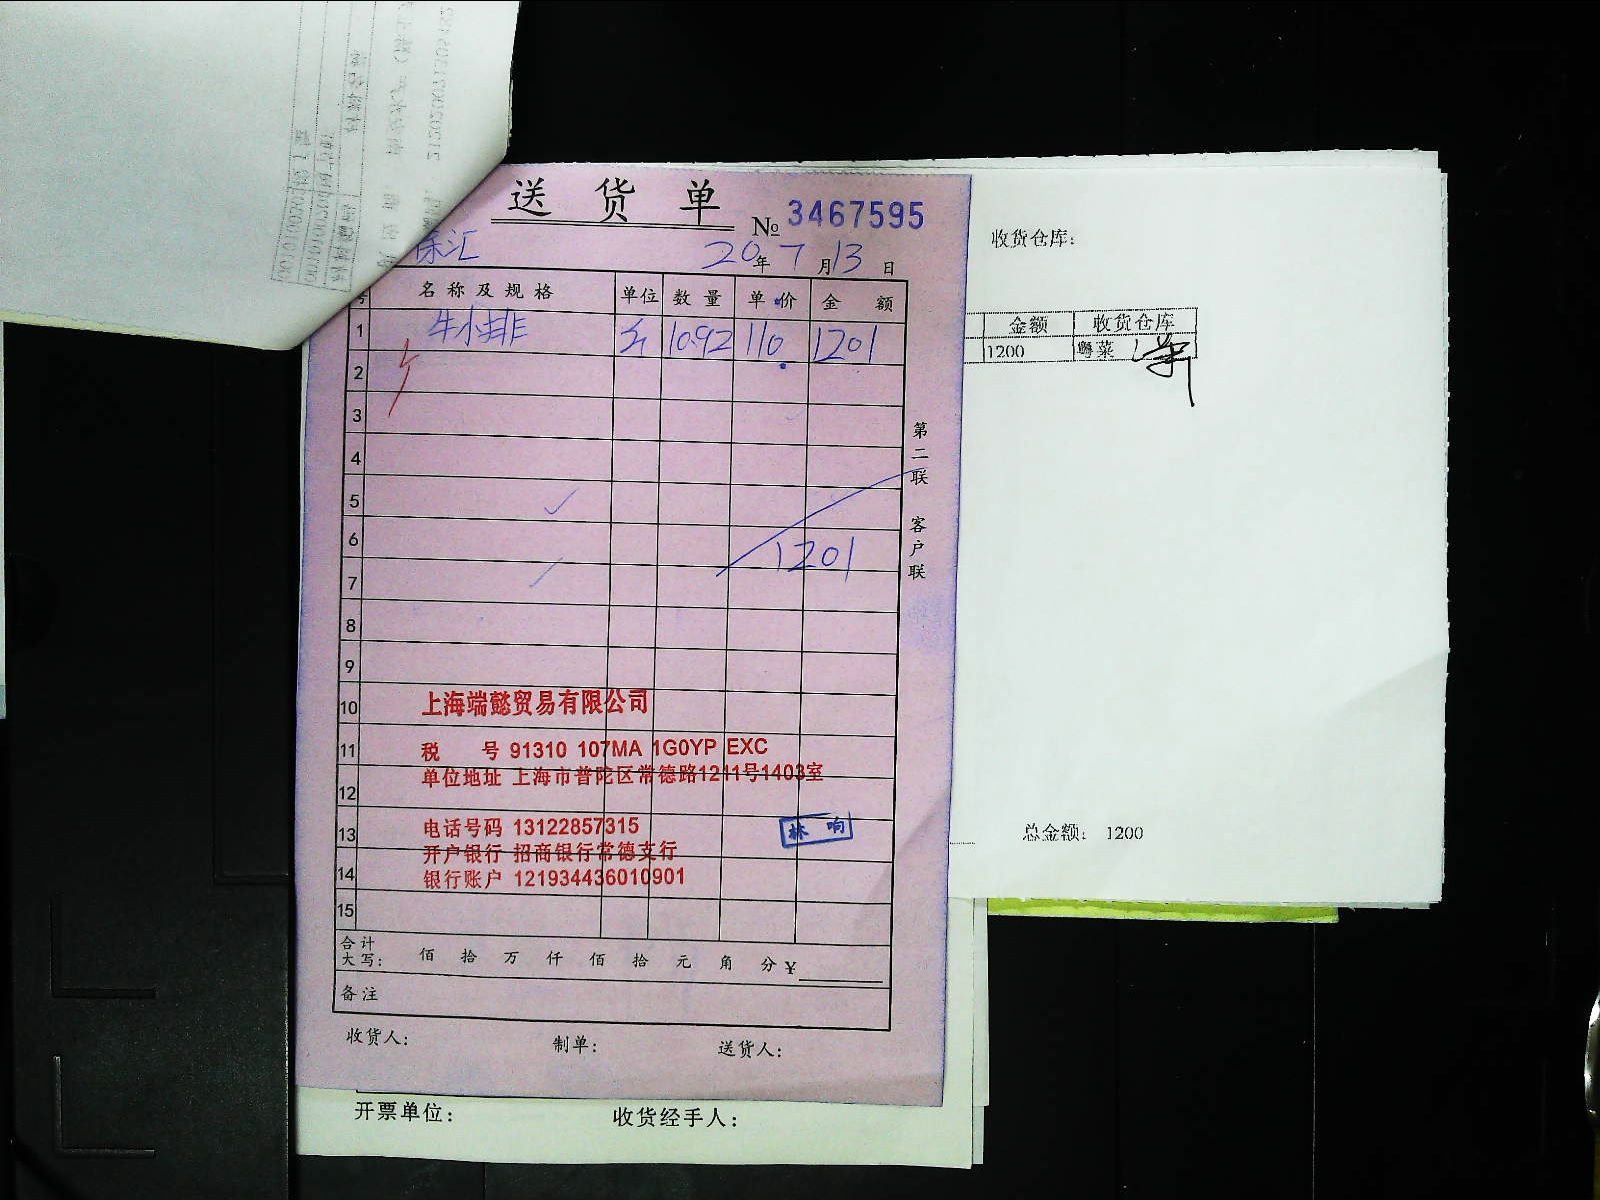 送货单
№ 3467595
徐汇 20年7月13日
号 名称及规格 单位 数量 单价 金额
1 牛小排 斤 10.92 110. 1201
2
3
4
5
6 1201
7
8
9
10 上海端懿贸易有限公司
11 税 号 91310 107MA 1G0YP EXC
单位地址 上海市普陀区常德路1211号1403室
12
13 电话号码 13122857315
林响
开户银行 招商银行常德支行
14 银行账户 121934436010901
15
合计
大写: 佰 拾 万 仟 佰 拾 元 角 分 ¥
备注
收货人: 制单: 送货人:
第二联 客户联
开票单位: 收货经手人:
收货仓库:
金额 收货仓库
1200 粤菜
总金额: 1200